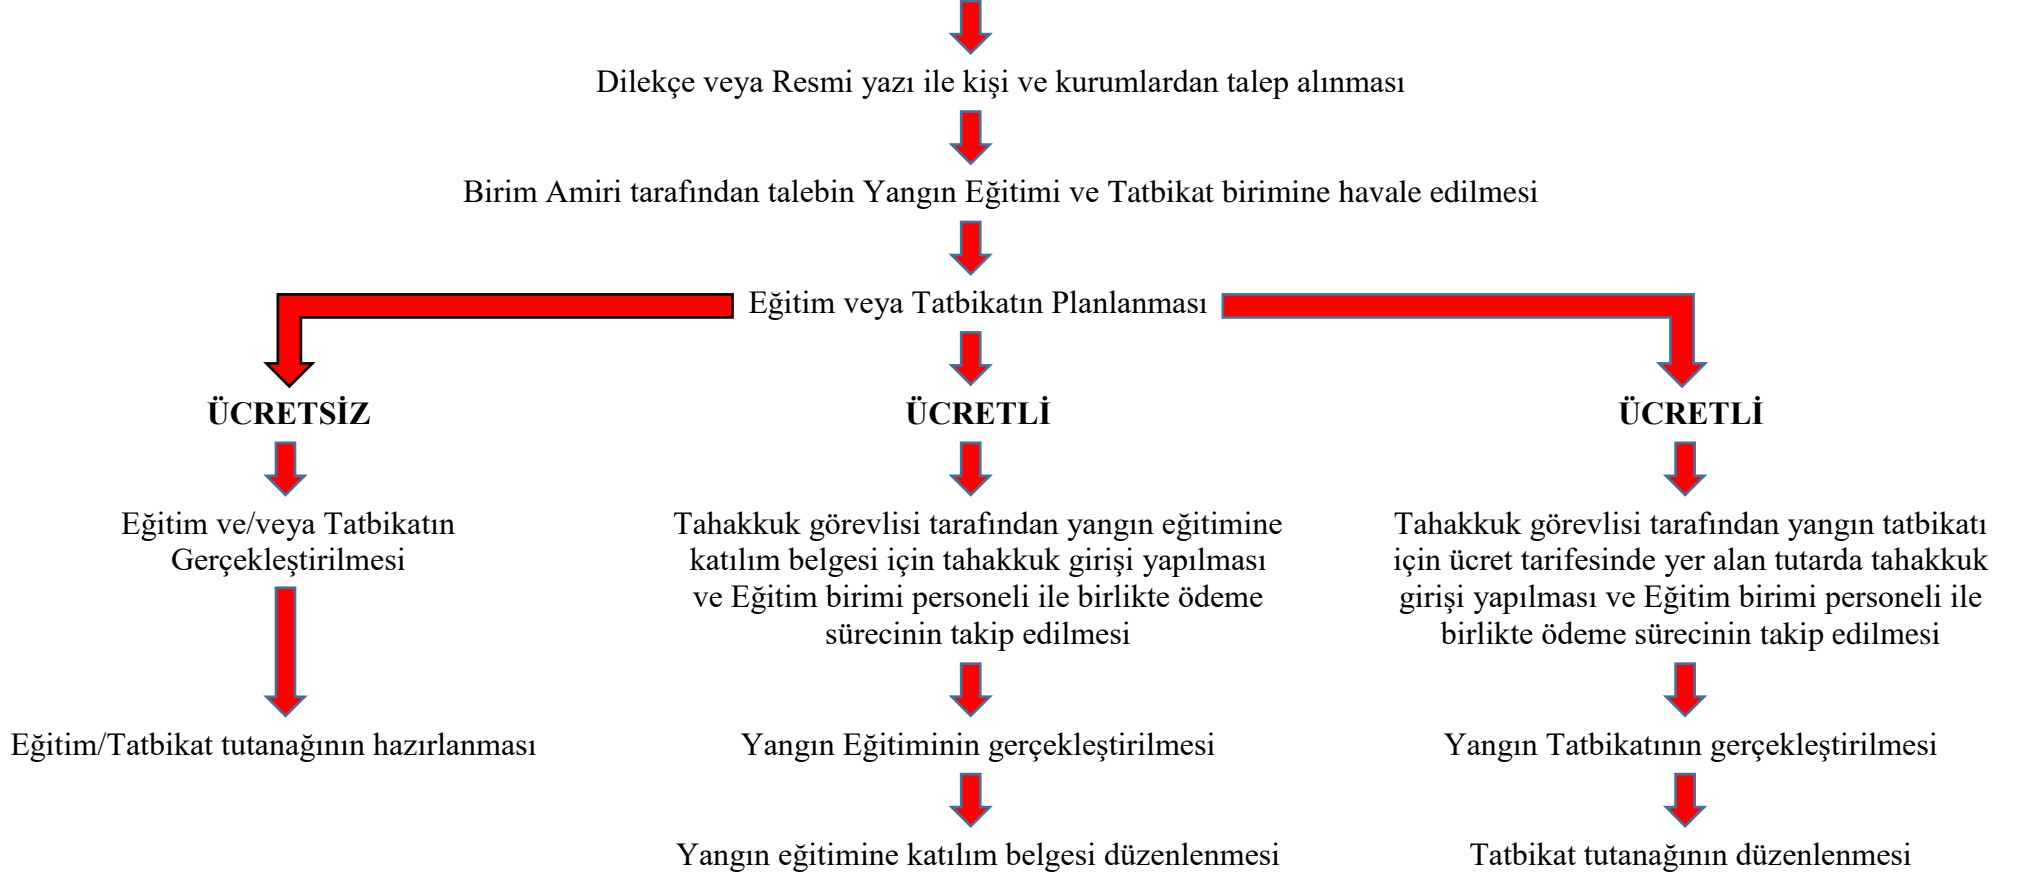 Dilekçe veya Resmi yazı ile kişi ve kurumlardan talep alınması
Birim Amiri tarafından talebin Yangın Eğitimi ve Tatbikat birimine havale edilmesi
Eğitim veya Tatbikatın Planlanması
ÜCRETSİZ
Eğitim ve/veya Tatbikatın
Gerçekleştirilmesi
Eğitim/Tatbikat tutanağının hazırlanması
ÜCRETLİ
Tahakkuk görevlisi tarafından yangın eğitimine
katılım belgesi için tahakkuk girişi yapılması
ve Eğitim birimi personeli ile birlikte ödeme
sürecinin takip edilmesi
Yangın Eğitiminin gerçekleştirilmesi
Yangın eğitimine katılım belgesi düzenlenmesi
ÜCRETLİ
Tahakkuk görevlisi tarafından yangın tatbikatı
için ücret tarifesinde yer alan tutarda tahakkuk
girişi yapılması ve Eğitim birimi personeli ile
birlikte ödeme sürecinin takip edilmesi
Yangın Tatbikatının gerçekleştirilmesi
Tatbikat tutanağının düzenlenmesi